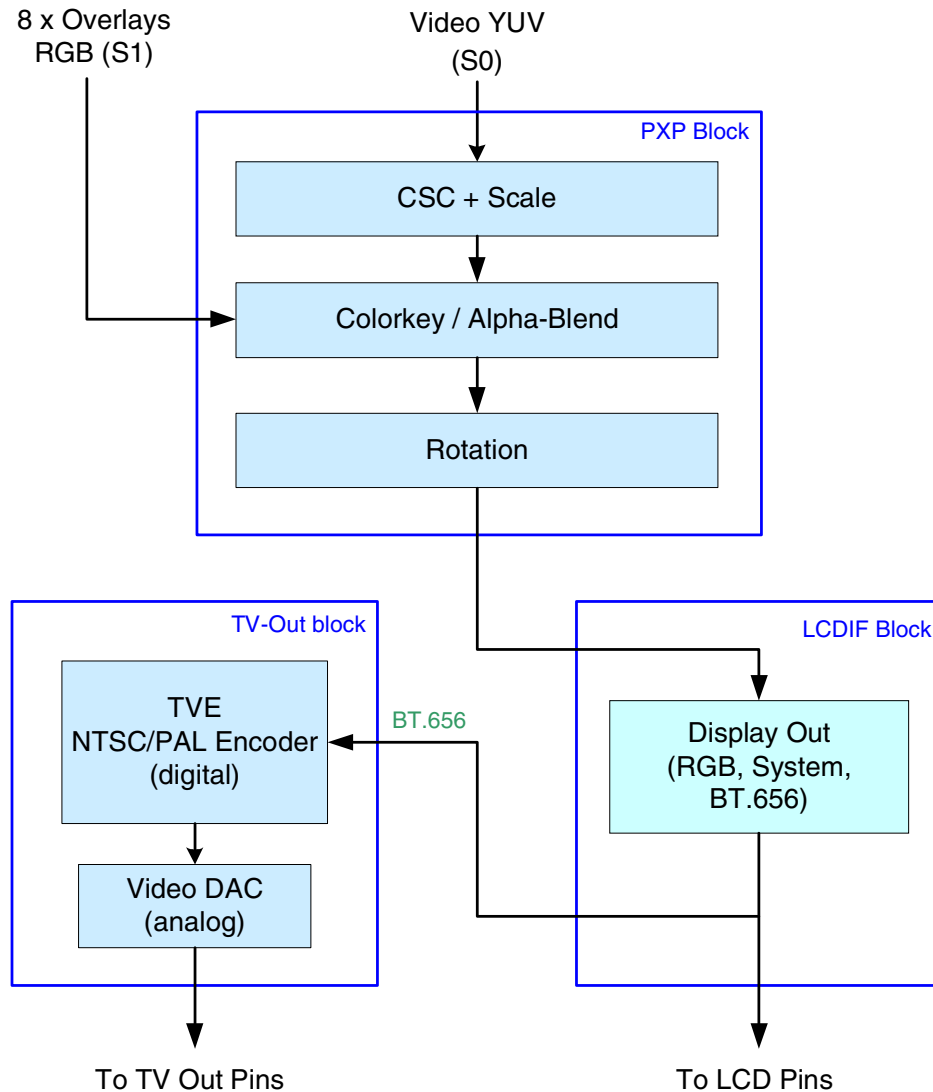 8 x Overlays
RGB (S1)
Video YUV
(S0)
PXP Block
CSC + Scale
Colorkey / Alpha-Blend
Rotation
TV-Out block
TVE
NTSC/PAL Encoder
(digital)
Video DAC
(analog)
BT.656
LCDIF Block
Display Out
(RGB, System,
BT.656)
To TV Out Pins
To LCD Pins